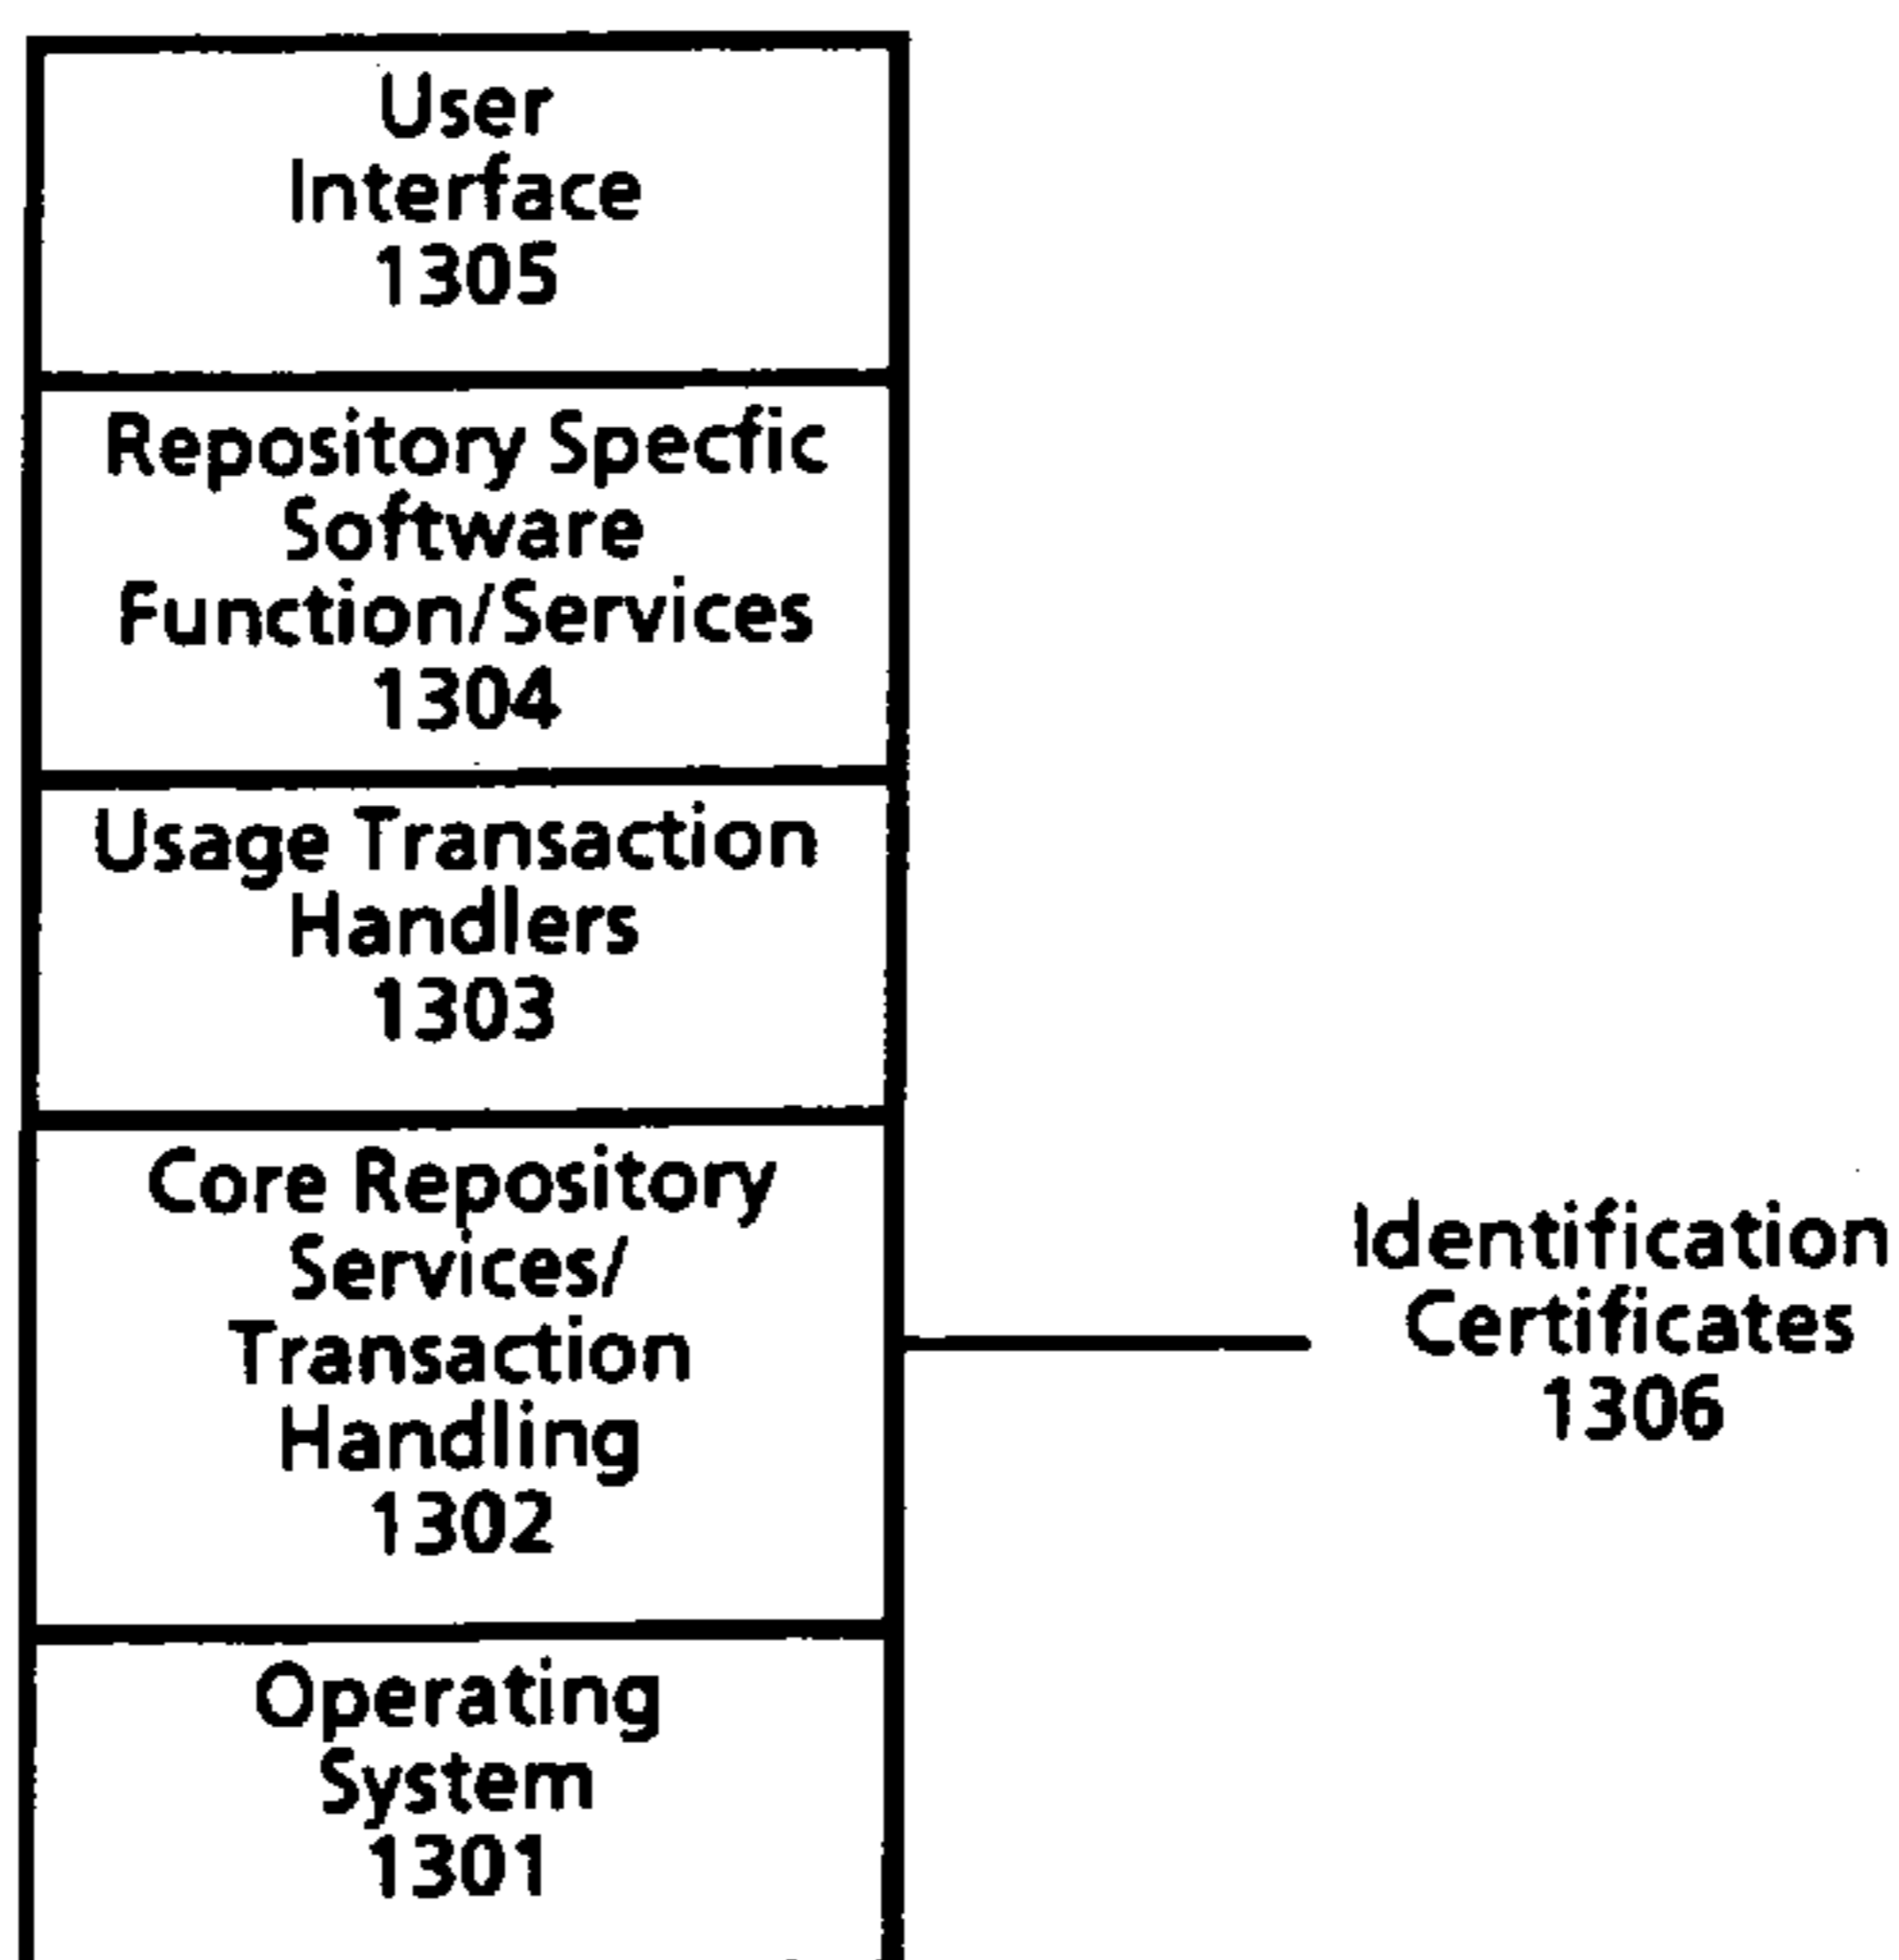 User
Interface
1305
Repository Specfic
Software
Function/Services
1304
Usage Transaction
Handlers
1303
Core Repository
Services/
Transaction
Handling
1302
Identification
Certificates
1306
Operating
System
1301